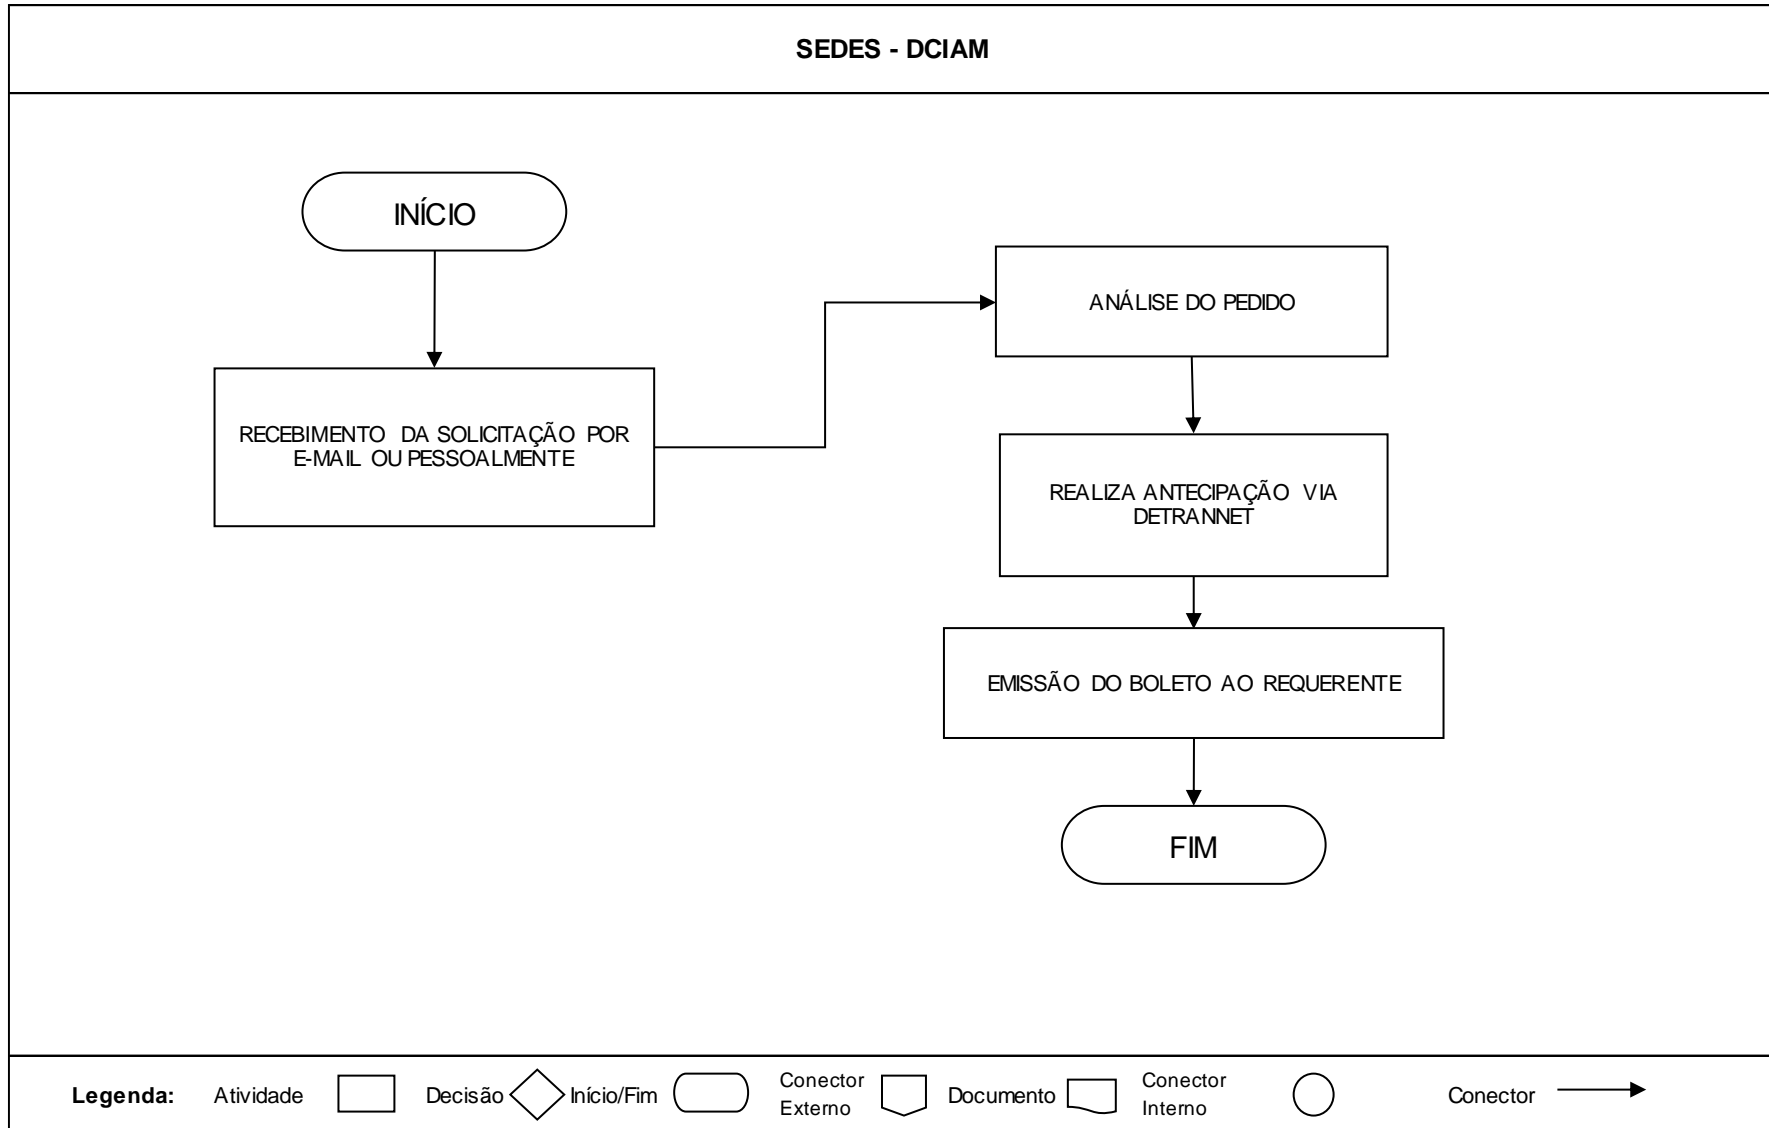 SEDES - DCIAM
INÍCIO
RECEBIMENTO DA SOLICITAÇÃO POR
E-MAIL OU PESSOALMENTE
ANÁLISE DO PEDIDO
REALIZA ANTECIPAÇÃO VIA
DETRANNET
EMISSÃO DO BOLETO AO REQUERENTE
FIM
Legenda:
Atividade
Decisão
Início/Fim
Conector
Externo
Documento
Conector
Interno
Conector